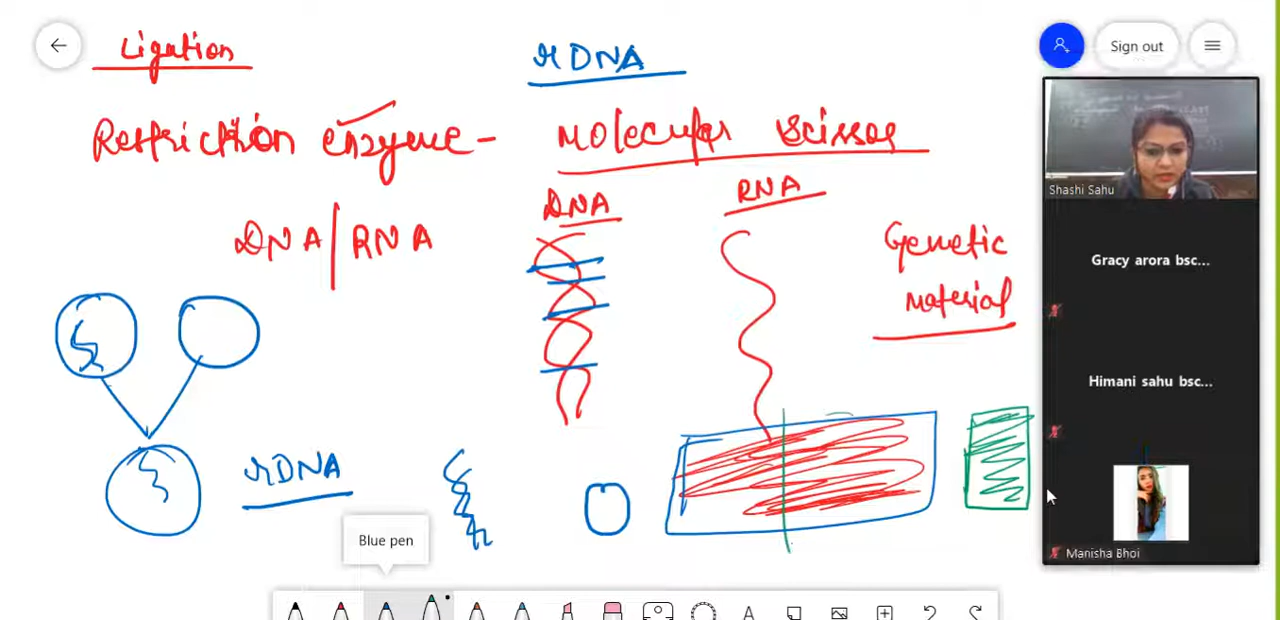 Ligation
rDNA
Sign out
Restriction enzyme - Molecular scissor
DNA
RNA
DNA/RNA
Genetic
material
rDNA
Blue pen
Shashi Sahu
Gracy arora bsc...
Himani sahu bsc...
Manisha Bhoi
A